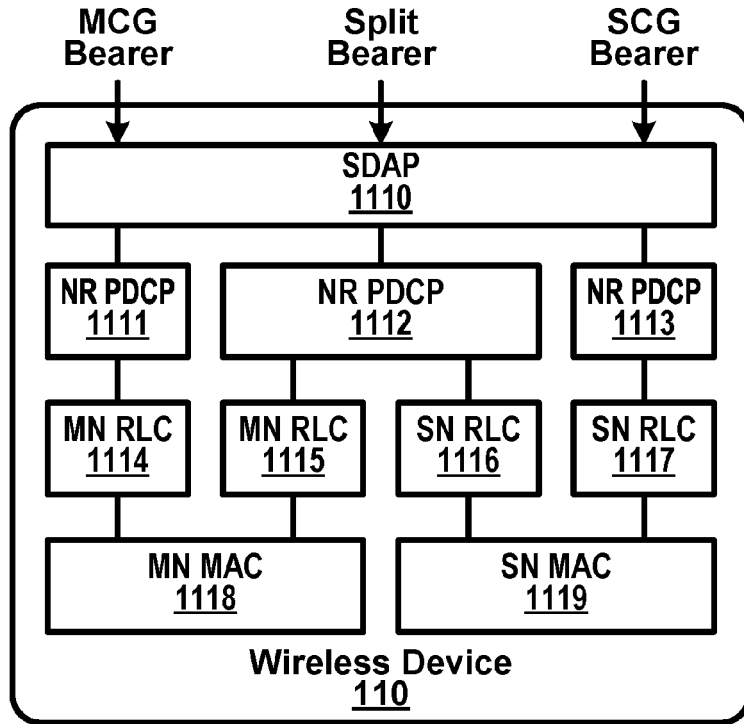 MCG Bearer
Split Bearer
SCG Bearer
SDAP
1110
NR PDCP
1111
NR PDCP
1112
NR PDCP
1113
MN RLC
1114
MN RLC
1115
SN RLC
1116
SN RLC
1117
MN MAC
1118
SN MAC
1119
Wireless Device
110